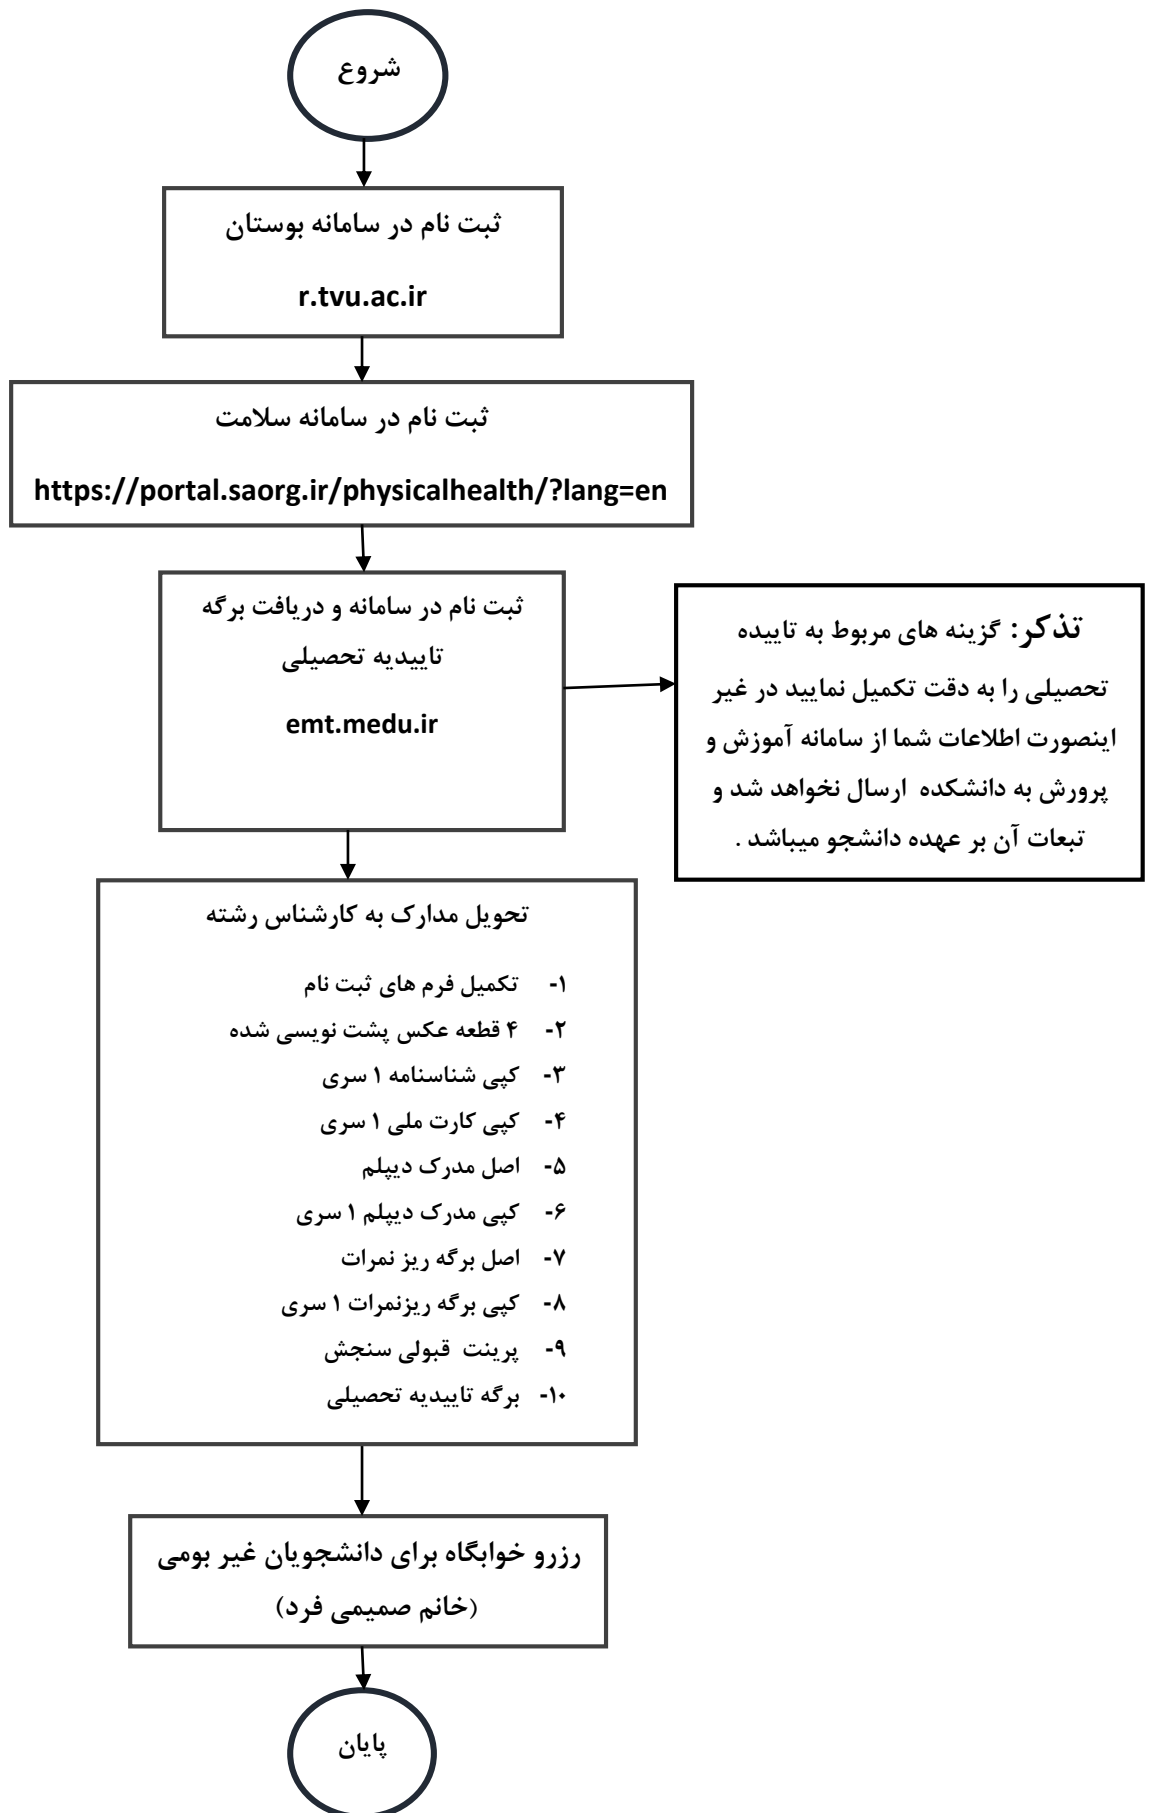 شروع
ثبت نام در سامانه بوستان
r.tvu.ac.ir
ثبت نام در سامانه سلامت
https://portal.saorg.ir/physicalhealth/?lang=en
ثبت نام در سامانه و دریافت برگه
تاییدیه تحصیلی
emt.medu.ir
تذکر: گزینه های مربوط به تاییده
تحصیلی را به دقت تکمیل نمایید در غیر
اینصورت اطلاعات شما از سامانه آموزش و
پرورش به دانشکده ارسال نخواهد شد و
تبعات آن بر عهده دانشجو میباشد .
تحویل مدارک به کارشناس رشته
۱- تکمیل فرم های ثبت نام
۲- ۴ قطعه عکس پشت نویسی شده
۳- کپی شناسنامه ۱ سری
۴- کپی کارت ملی ۱ سری
۵- اصل مدرک دیپلم
۶- کپی مدرک دیپلم ۱ سری
۷- اصل برگه ریز نمرات
۸- کپی برگه ریزنمرات ۱ سری
۹- پرینت قبولی سنجش
۱۰- برگه تاییدیه تحصیلی
رزرو خوابگاه برای دانشجویان غیر بومی
(خانم صمیمی فرد)
پایان